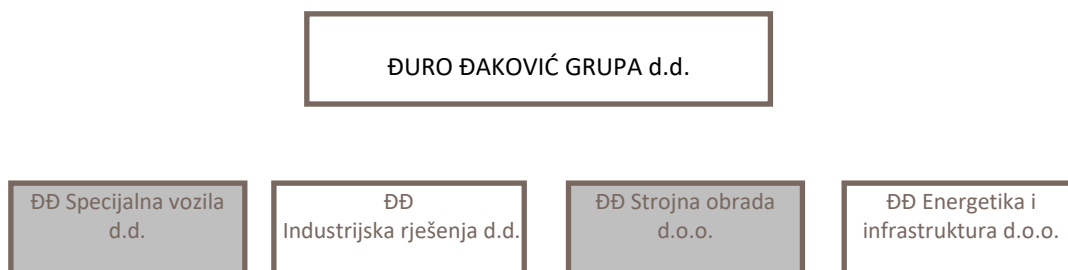 ĐURO ĐAKOVIĆ GRUPA d.d.
ĐĐ Specijalna vozila
d.d.
ĐĐ
Industrijska rješenja d.d.
ĐĐ Strojna obrada
d.o.o.
ĐĐ Energetika i
infrastruktura d.o.o.